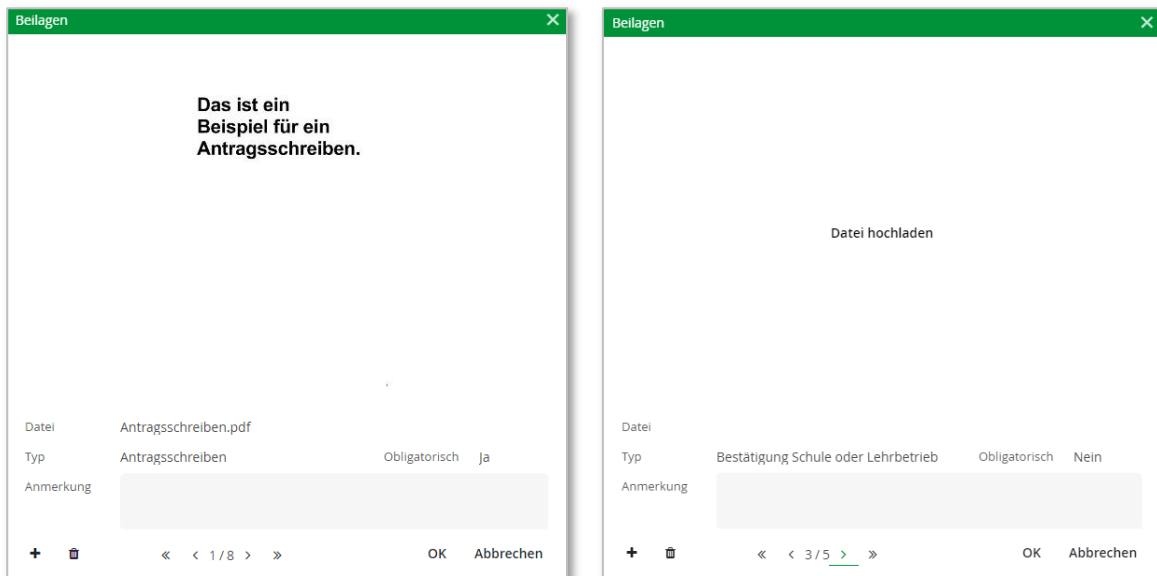 Beilagen
Das ist ein
Beispiel für ein
Antragsschreiben.
Datei Antragsschreiben.pdf
Typ Antragsschreiben Obligatorisch Ja
Anmerkung
+ « < 1/8 > » OK Abbrechen
Beilagen
Datei hochladen
Datei
Typ Bestätigung Schule oder Lehrbetrieb Obligatorisch Nein
Anmerkung
+ « < 3/5 > » OK Abbrechen